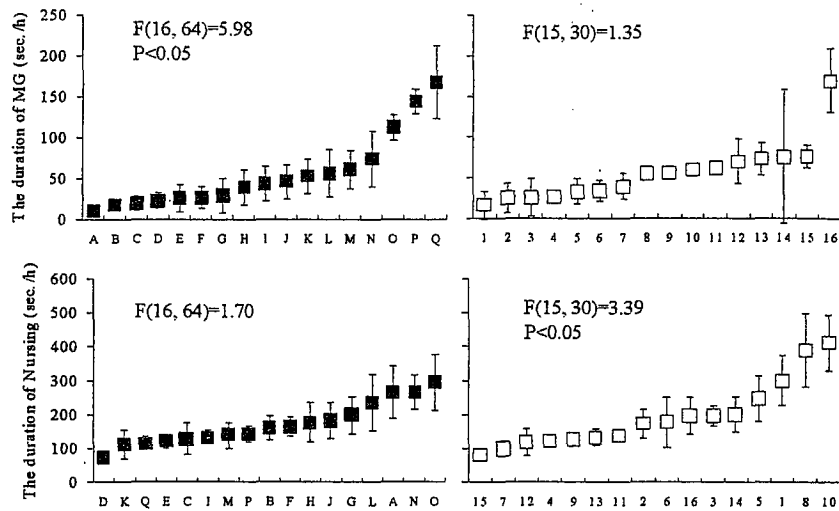 The duration of MG (sec./h)
250
200
150
100
50
0
F(16, 64)=5.98
P<0.05
A B C D E F G H I J K L M N O P Q
F(15, 30)=1.35
1 2 3 4 5 6 7 8 9 10 11 12 13 14 15 16
The duration of Nursing (sec./h)
600
500
400
300
200
100
0
F(16, 64)=1.70
D K Q E C I M P B F H J G L A N O
F(15, 30)=3.39
P<0.05
15 7 12 4 9 13 11 2 6 16 3 14 5 1 8 10